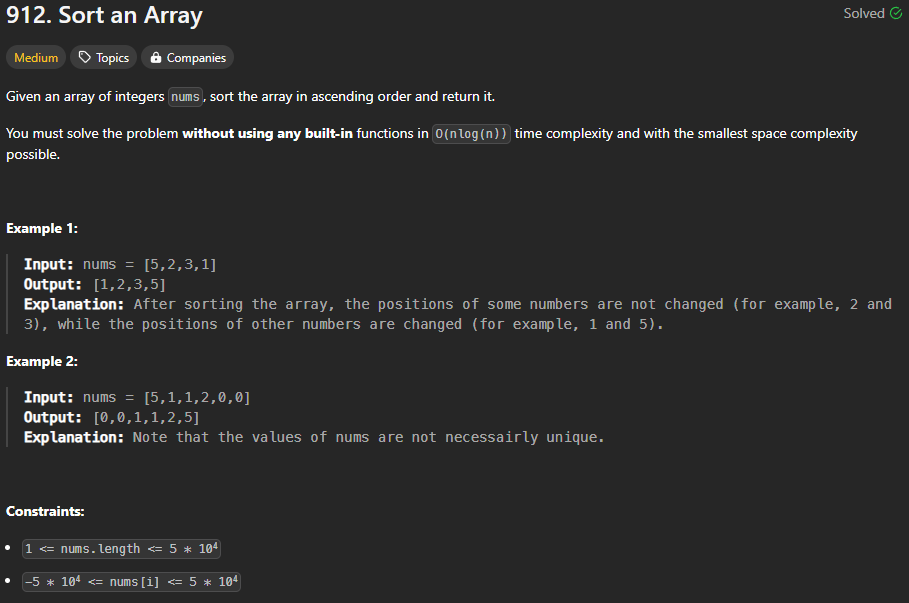 912. Sort an Array
Solved
Medium Topics Companies
Given an array of integers nums, sort the array in ascending order and return it.
You must solve the problem without using any built-in functions in O(nlog(n)) time complexity and with the smallest space complexity
possible.
Example 1:
Input: nums = [5,2,3,1]
Output: [1,2,3,5]
Explanation: After sorting the array, the positions of some numbers are not changed (for example, 2 and
3), while the positions of other numbers are changed (for example, 1 and 5).
Example 2:
Input: nums = [5,1,1,2,0,0]
Output: [0,0,1,1,2,5]
Explanation: Note that the values of nums are not necessairly unique.
Constraints:
• 1 <= nums.length <= 5 * 10⁴
• -5 * 10⁴ <= nums[i] <= 5 * 10⁴